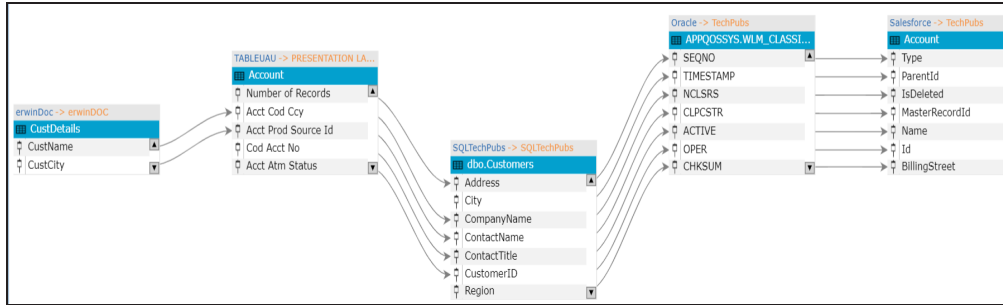 erwinDoc -> erwinDOC
CustDetails
CustName
CustCity
TABLEUAU -> PRESENTATION LA...
Account
Number of Records
Acct Cod Ccy
Acct Prod Source Id
Cod Acct No
Acct Atm Status
SQLTechPubs -> SQLTechPubs
dbo.Customers
Address
City
CompanyName
ContactName
ContactTitle
CustomerID
Region
Oracle -> TechPubs
APPQOSSYS.WLM_CLASSI...
SEQNO
TIMESTAMP
NCLSRS
CLPCSTR
ACTIVE
OPER
CHKSUM
Salesforce -> TechPubs
Account
Type
ParentId
IsDeleted
MasterRecordId
Name
Id
BillingStreet